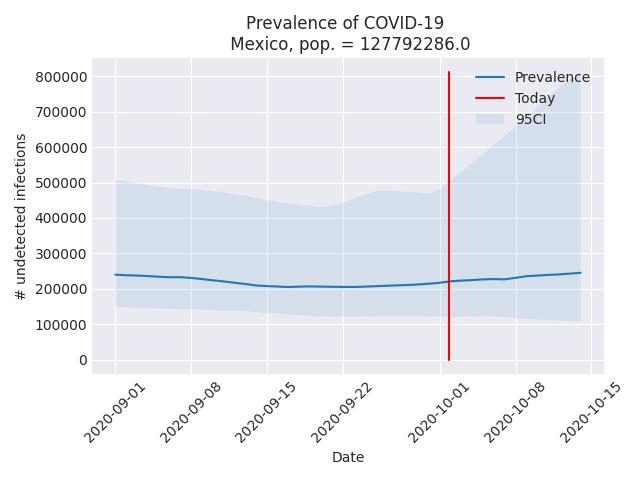 Prevalence of COVID-19
Mexico, pop. = 127792286.0
# undetected infections
800000
700000
600000
500000
400000
300000
200000
100000
0
Prevalence
Today
95CI
2020-09-01
2020-09-08
2020-09-15
2020-09-22
2020-10-01
2020-10-08
2020-10-15
Date